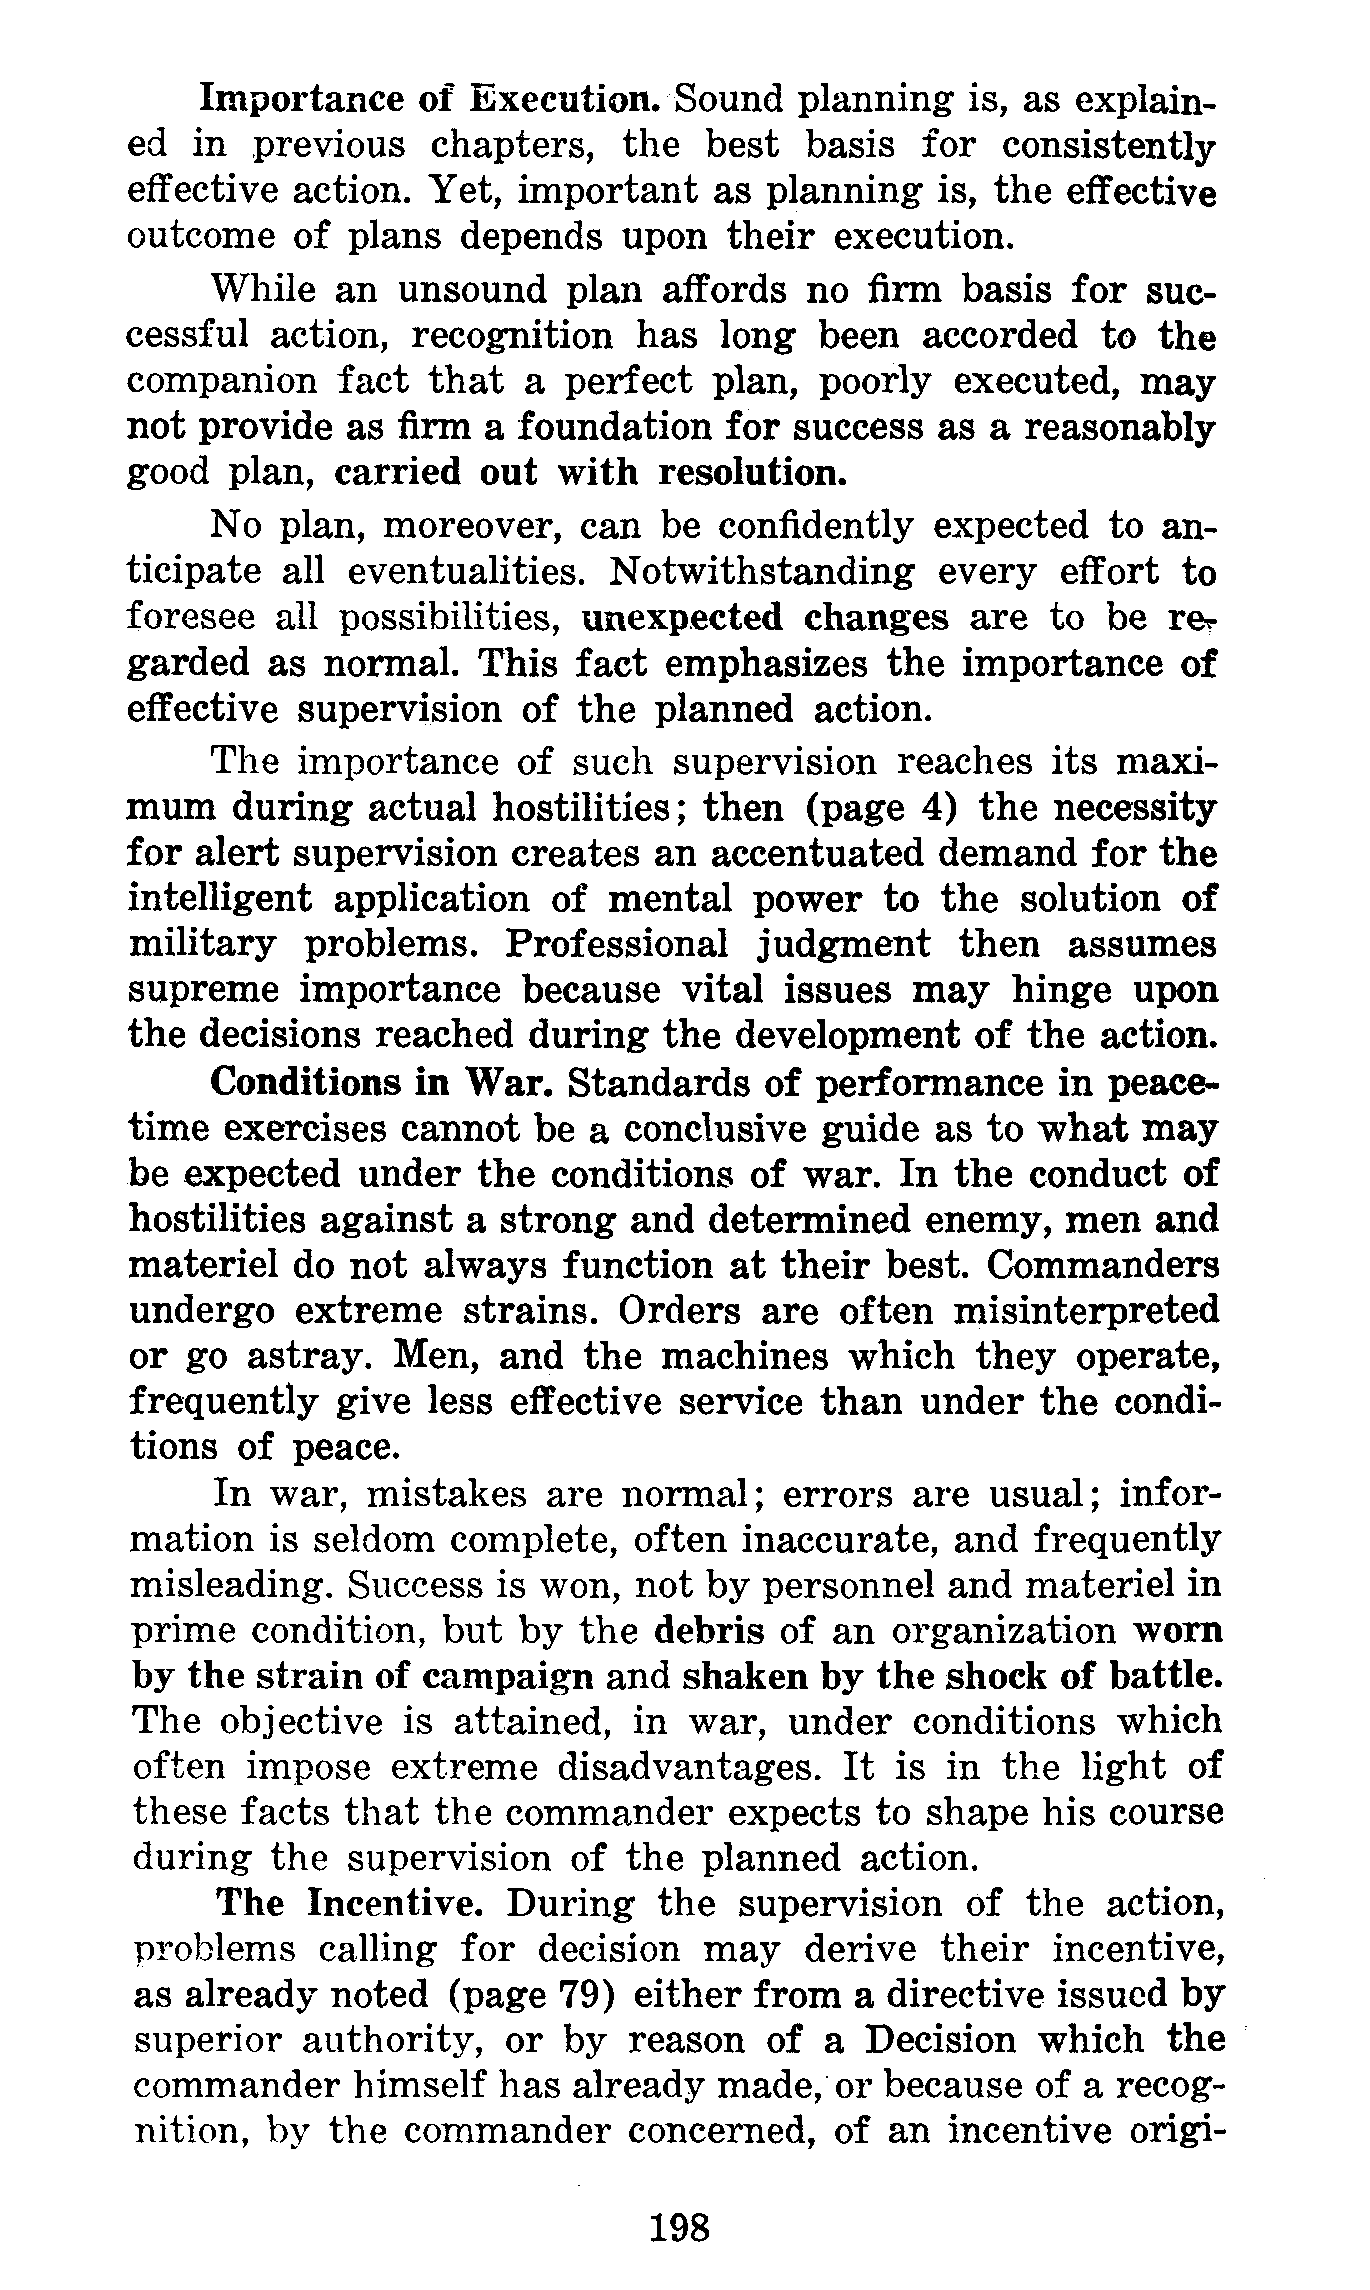 Importance of Execution. Sound planning is, as explain-
ed in previous chapters, the best basis for consistently
effective action. Yet, important as planning is, the effective
outcome of plans depends upon their execution.
While an unsound plan affords no firm basis for suc-
cessful action, recognition has long been accorded to the
companion fact that a perfect plan, poorly executed, may
not provide as firm a foundation for success as a reasonably
good plan, carried out with resolution.
No plan, moreover, can be confidently expected to an-
ticipate all eventualities. Notwithstanding every effort to
foresee all possibilities, unexpected changes are to be re-
garded as normal. This fact emphasizes the importance of
effective supervision of the planned action.
The importance of such supervision reaches its maxi-
mum during actual hostilities; then (page 4) the necessity
for alert supervision creates an accentuated demand for the
intelligent application of mental power to the solution of
military problems. Professional judgment then assumes
supreme importance because vital issues may hinge upon
the decisions reached during the development of the action.
Conditions in War. Standards of performance in peace-
time exercises cannot be a conclusive guide as to what may
be expected under the conditions of war. In the conduct of
hostilities against a strong and determined enemy, men and
materiel do not always function at their best. Commanders
undergo extreme strains. Orders are often misinterpreted
or go astray. Men, and the machines which they operate,
frequently give less effective service than under the condi-
tions of peace.
In war, mistakes are normal; errors are usual; infor-
mation is seldom complete, often inaccurate, and frequently
misleading. Success is won, not by personnel and materiel in
prime condition, but by the debris of an organization worn
by the strain of campaign and shaken by the shock of battle.
The objective is attained, in war, under conditions which
often impose extreme disadvantages. It is in the light of
these facts that the commander expects to shape his course
during the supervision of the planned action.
The Incentive. During the supervision of the action,
problems calling for decision may derive their incentive,
as already noted (page 79) either from a directive issued by
superior authority, or by reason of a Decision which the
commander himself has already made, or because of a recog-
nition, by the commander concerned, of an incentive origi-
198